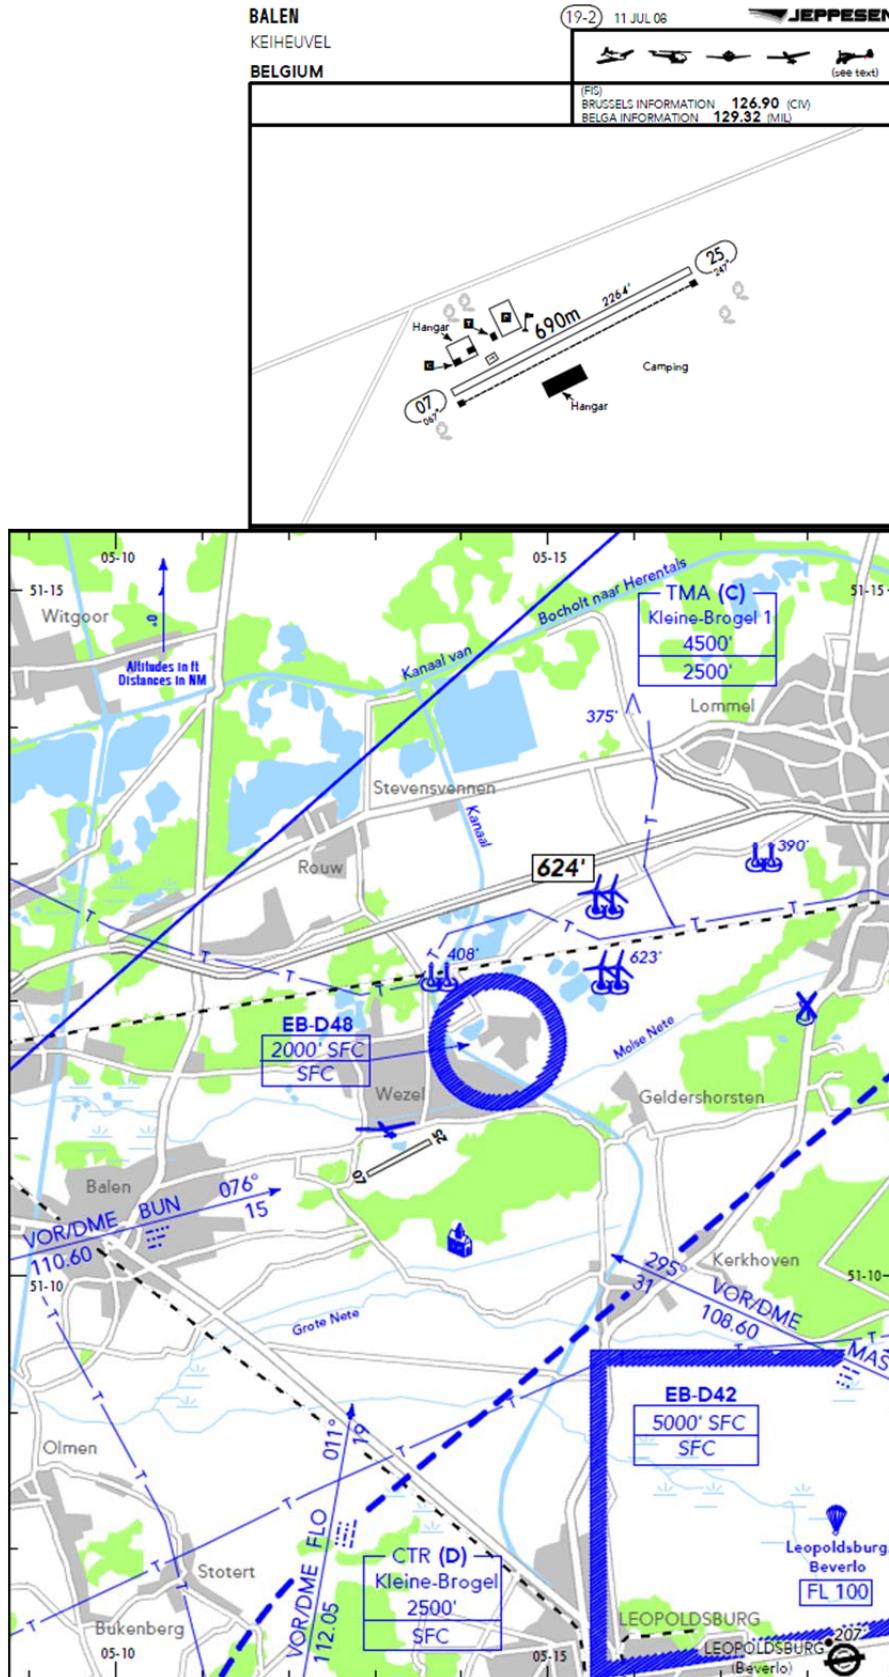 BALEN
19-2 11 JUL 08 JEPPESEN
KEIHEUVEL
BELGIUM
(see text)
(FIS)
BRUSSELS INFORMATION 126.90 (CIV)
BELGA INFORMATION 129.32 (MIL)
25
247°
2264'
690m
P
T
Hangar
C
Camping
07
067°
Hangar
05-10
05-15
51-15
51-15
Witgoor
0°
Altitudes in ft
Distances in NM
Kanaal van
Bocholt naar Herentals
TMA (C)
Kleine-Brogel 1
4500'
2500'
375'
Lommel
Stevensvennen
Kanaal
T
Rouw
624'
390'
T
T
T
T
T
408'
623'
T
T
T
EB-D48
2000' SFC
SFC
Molse Nete
Wezel
Geldershorsten
25
07
Balen
076°
VOR/DME BUN
15
110.60
51-10
51-10
Kerkhoven
295°
31
VOR/DME
108.60
MAS
Grote Nete
T
T
T
T
T
EB-D42
5000' SFC
SFC
Olmen
011°
19
T
T
T
VOR/DME FLO
112.05
Leopoldsburg
Beverlo
FL 100
CTR (D)
Kleine-Brogel
2500'
SFC
Stotert
Bukenberg
LEOPOLDSBURG
207'
LEOPOLDSBURG
(Beverlo)
05-10
05-15